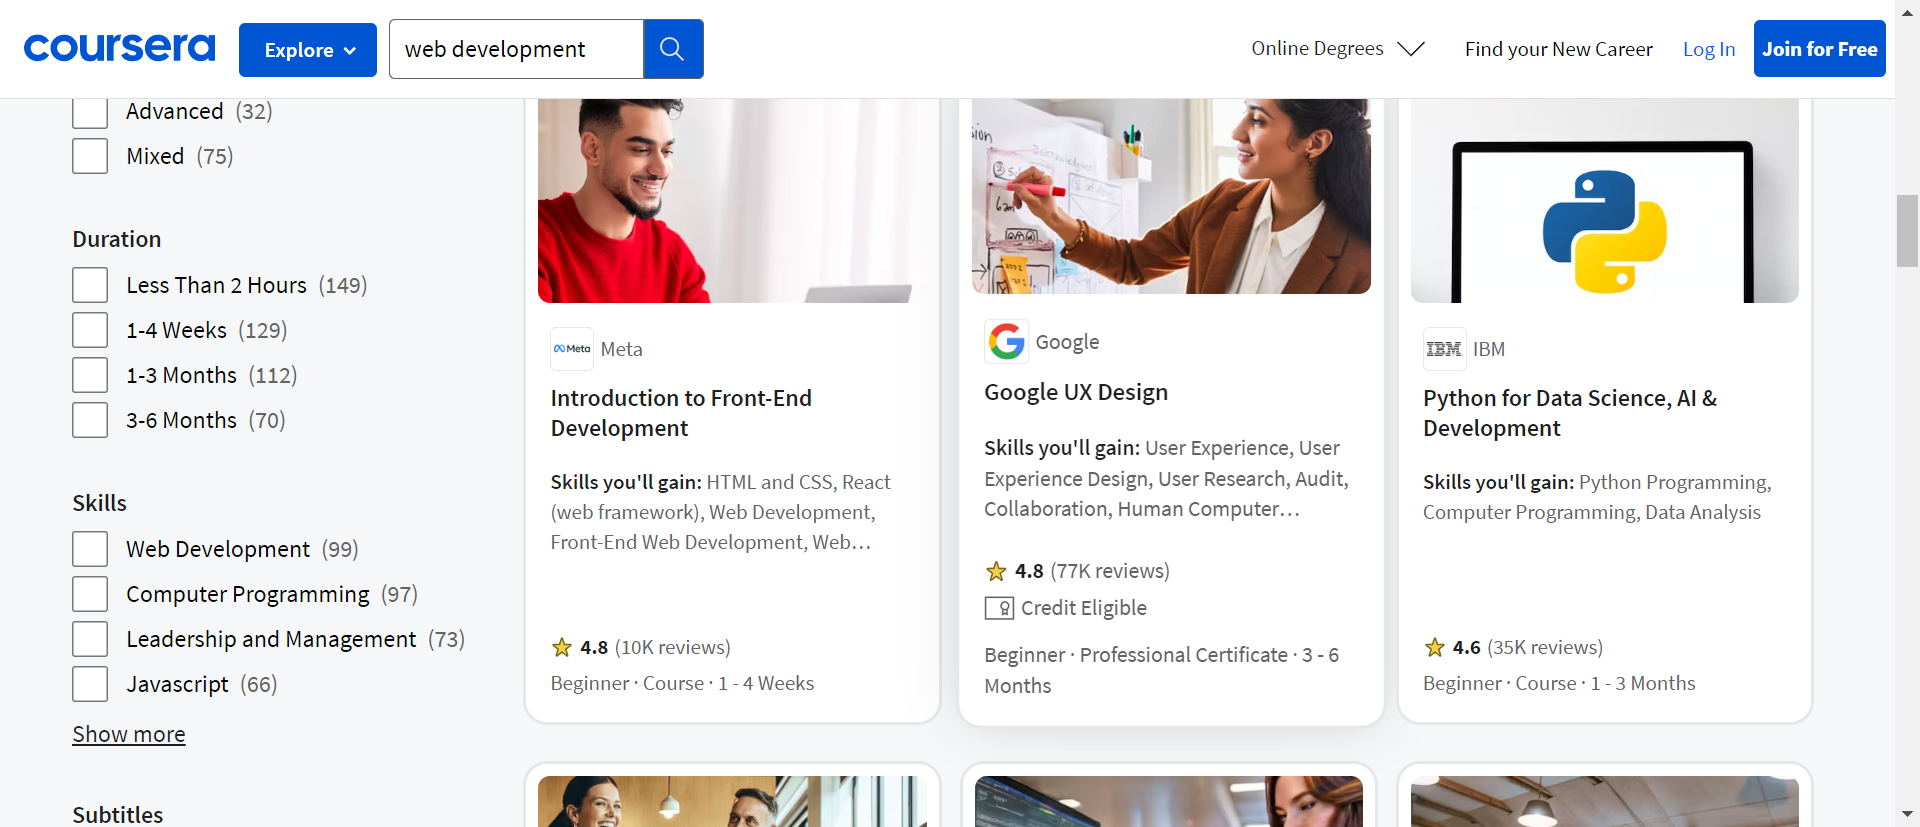 coursera
Explore
web development
Online Degrees
Find your New Career
Log In
Join for Free
Advanced (32)
Mixed (75)
Duration
Less Than 2 Hours (149)
1-4 Weeks (129)
1-3 Months (112)
3-6 Months (70)
Skills
Web Development (99)
Computer Programming (97)
Leadership and Management (73)
Javascript (66)
Show more
Subtitles
Meta
Meta
Introduction to Front-End
Development
Skills you'll gain: HTML and CSS, React
(web framework), Web Development,
Front-End Web Development, Web...
4.8 (10K reviews)
Beginner · Course · 1 - 4 Weeks
Google
Google UX Design
Skills you'll gain: User Experience, User
Experience Design, User Research, Audit,
Collaboration, Human Computer...
4.8 (77K reviews)
Credit Eligible
Beginner · Professional Certificate · 3 - 6
Months
IBM
IBM
Python for Data Science, AI &
Development
Skills you'll gain: Python Programming,
Computer Programming, Data Analysis
4.6 (35K reviews)
Beginner · Course · 1 - 3 Months